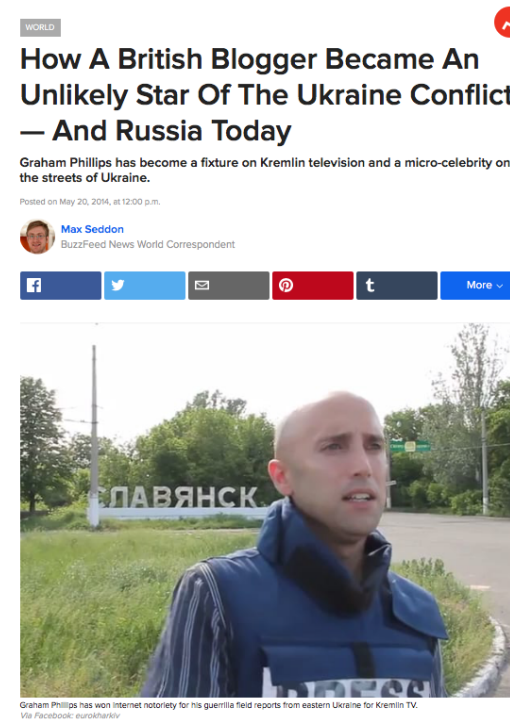 WORLD
How A British Blogger Became An
Unlikely Star Of The Ukraine Conflict
— And Russia Today
Graham Phillips has become a fixture on Kremlin television and a micro-celebrity on
the streets of Ukraine.
Posted on May 20, 2014, at 12:00 p.m.
Max Seddon
BuzzFeed News World Correspondent
More
СЛАВЯНСК
PRESS
Graham Phillips has won internet notoriety for his guerrilla field reports from eastern Ukraine for Kremlin TV.
Via Facebook: eurokharkiv